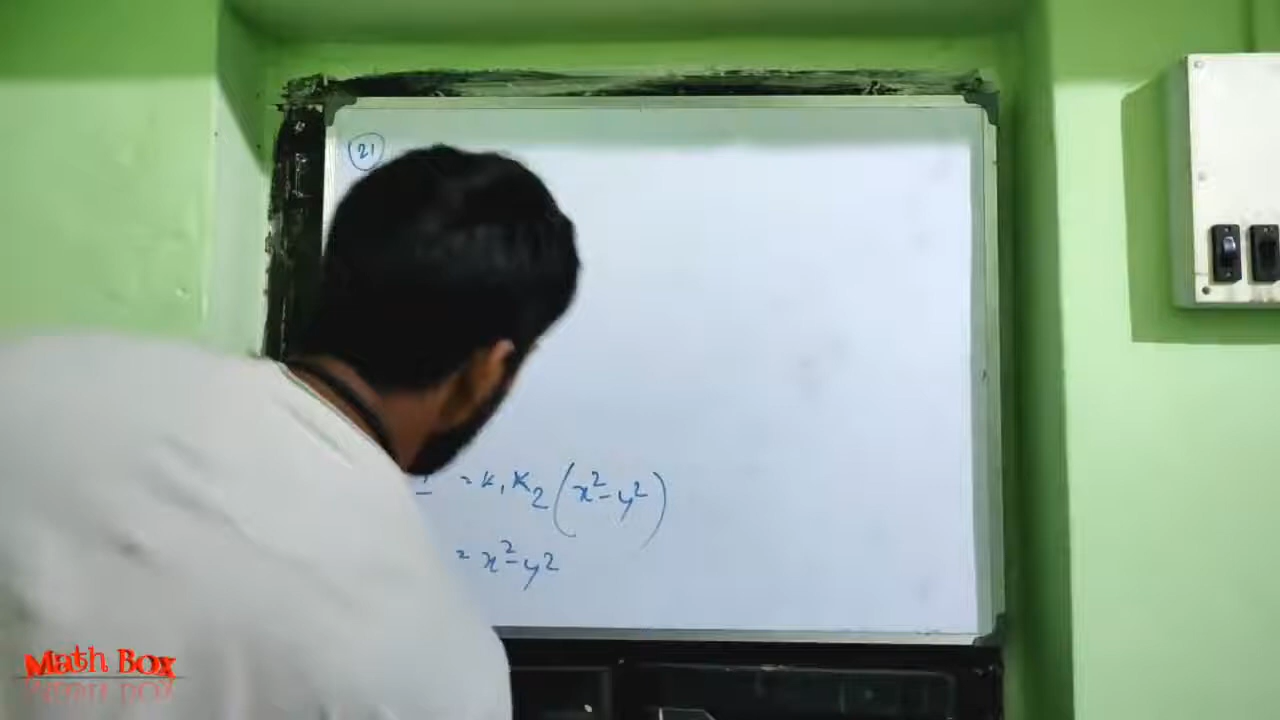 21
= K₁K₂(x²-y²)
= x²-y²
Math Box